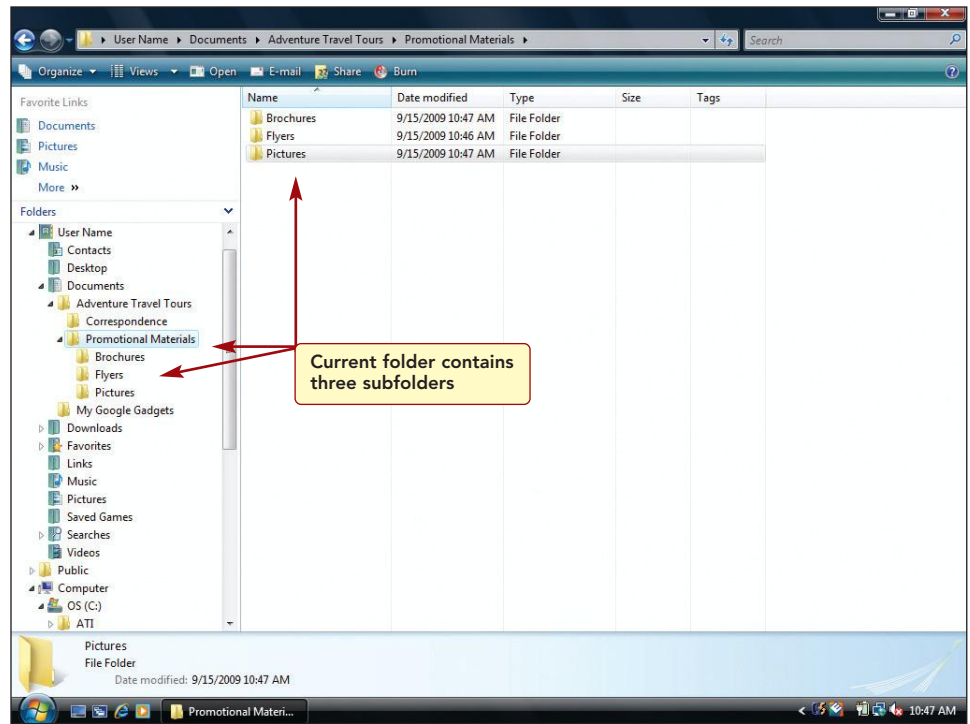 User Name ▸ Documents ▸ Adventure Travel Tours ▸ Promotional Materials ▸
Search
Organize Views Open E-mail Share Burn
Favorite Links
Documents
Pictures
Music
More »
Folders
User Name
Contacts
Desktop
Documents
Adventure Travel Tours
Correspondence
Promotional Materials
Brochures
Flyers
Pictures
My Google Gadgets
Downloads
Favorites
Links
Music
Pictures
Saved Games
Searches
Videos
Public
Computer
OS (C:)
ATI
Name Date modified Type Size Tags
Brochures 9/15/2009 10:47 AM File Folder
Flyers 9/15/2009 10:46 AM File Folder
Pictures 9/15/2009 10:47 AM File Folder
Current folder contains
three subfolders
Pictures
File Folder
Date modified: 9/15/2009 10:47 AM
Promotional Materi...
10:47 AM